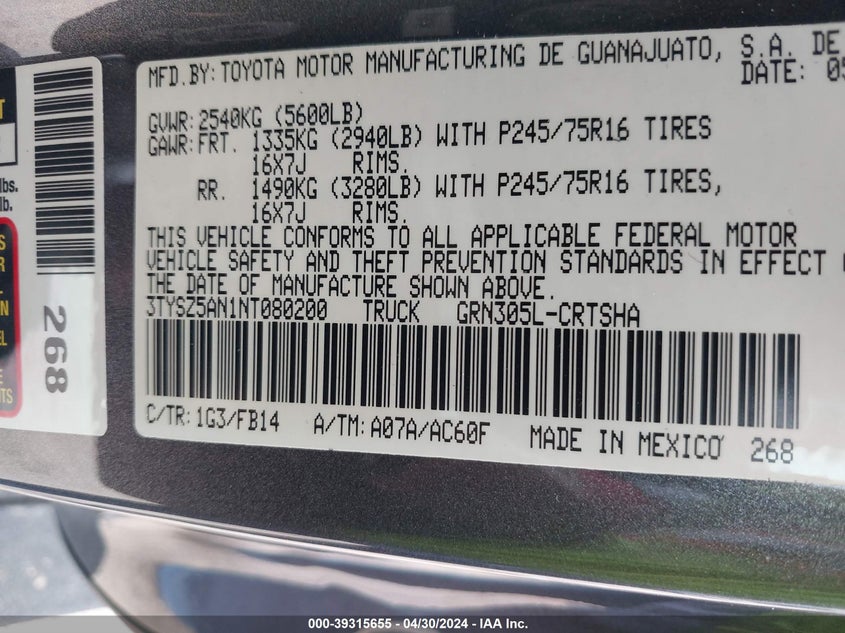 MFD.BY: TOYOTA MOTOR MANUFACTURING DE GUANAJUATO, S.A. DE
DATE: 05
GVWR: 2540KG (5600LB)
GAWR: FRT. 1335KG (2940LB) WITH P245/75R16 TIRES
16X7J RIMS.
RR. 1490KG (3280LB) WITH P245/75R16 TIRES,
16X7J RIMS.
THIS VEHICLE CONFORMS TO ALL APPLICABLE FEDERAL MOTOR
VEHICLE SAFETY AND THEFT PREVENTION STANDARDS IN EFFECT
THE DATE OF MANUFACTURE SHOWN ABOVE.
3TYSZ5AN1NT080200 TRUCK GRN305L-CRTSHA
C/TR: 1G3/FB14 A/TM: A07A/AC60F MADE IN MEXICO 268
lbs.
lb.
268
000-39315655 - 04/30/2024 - IAA Inc.